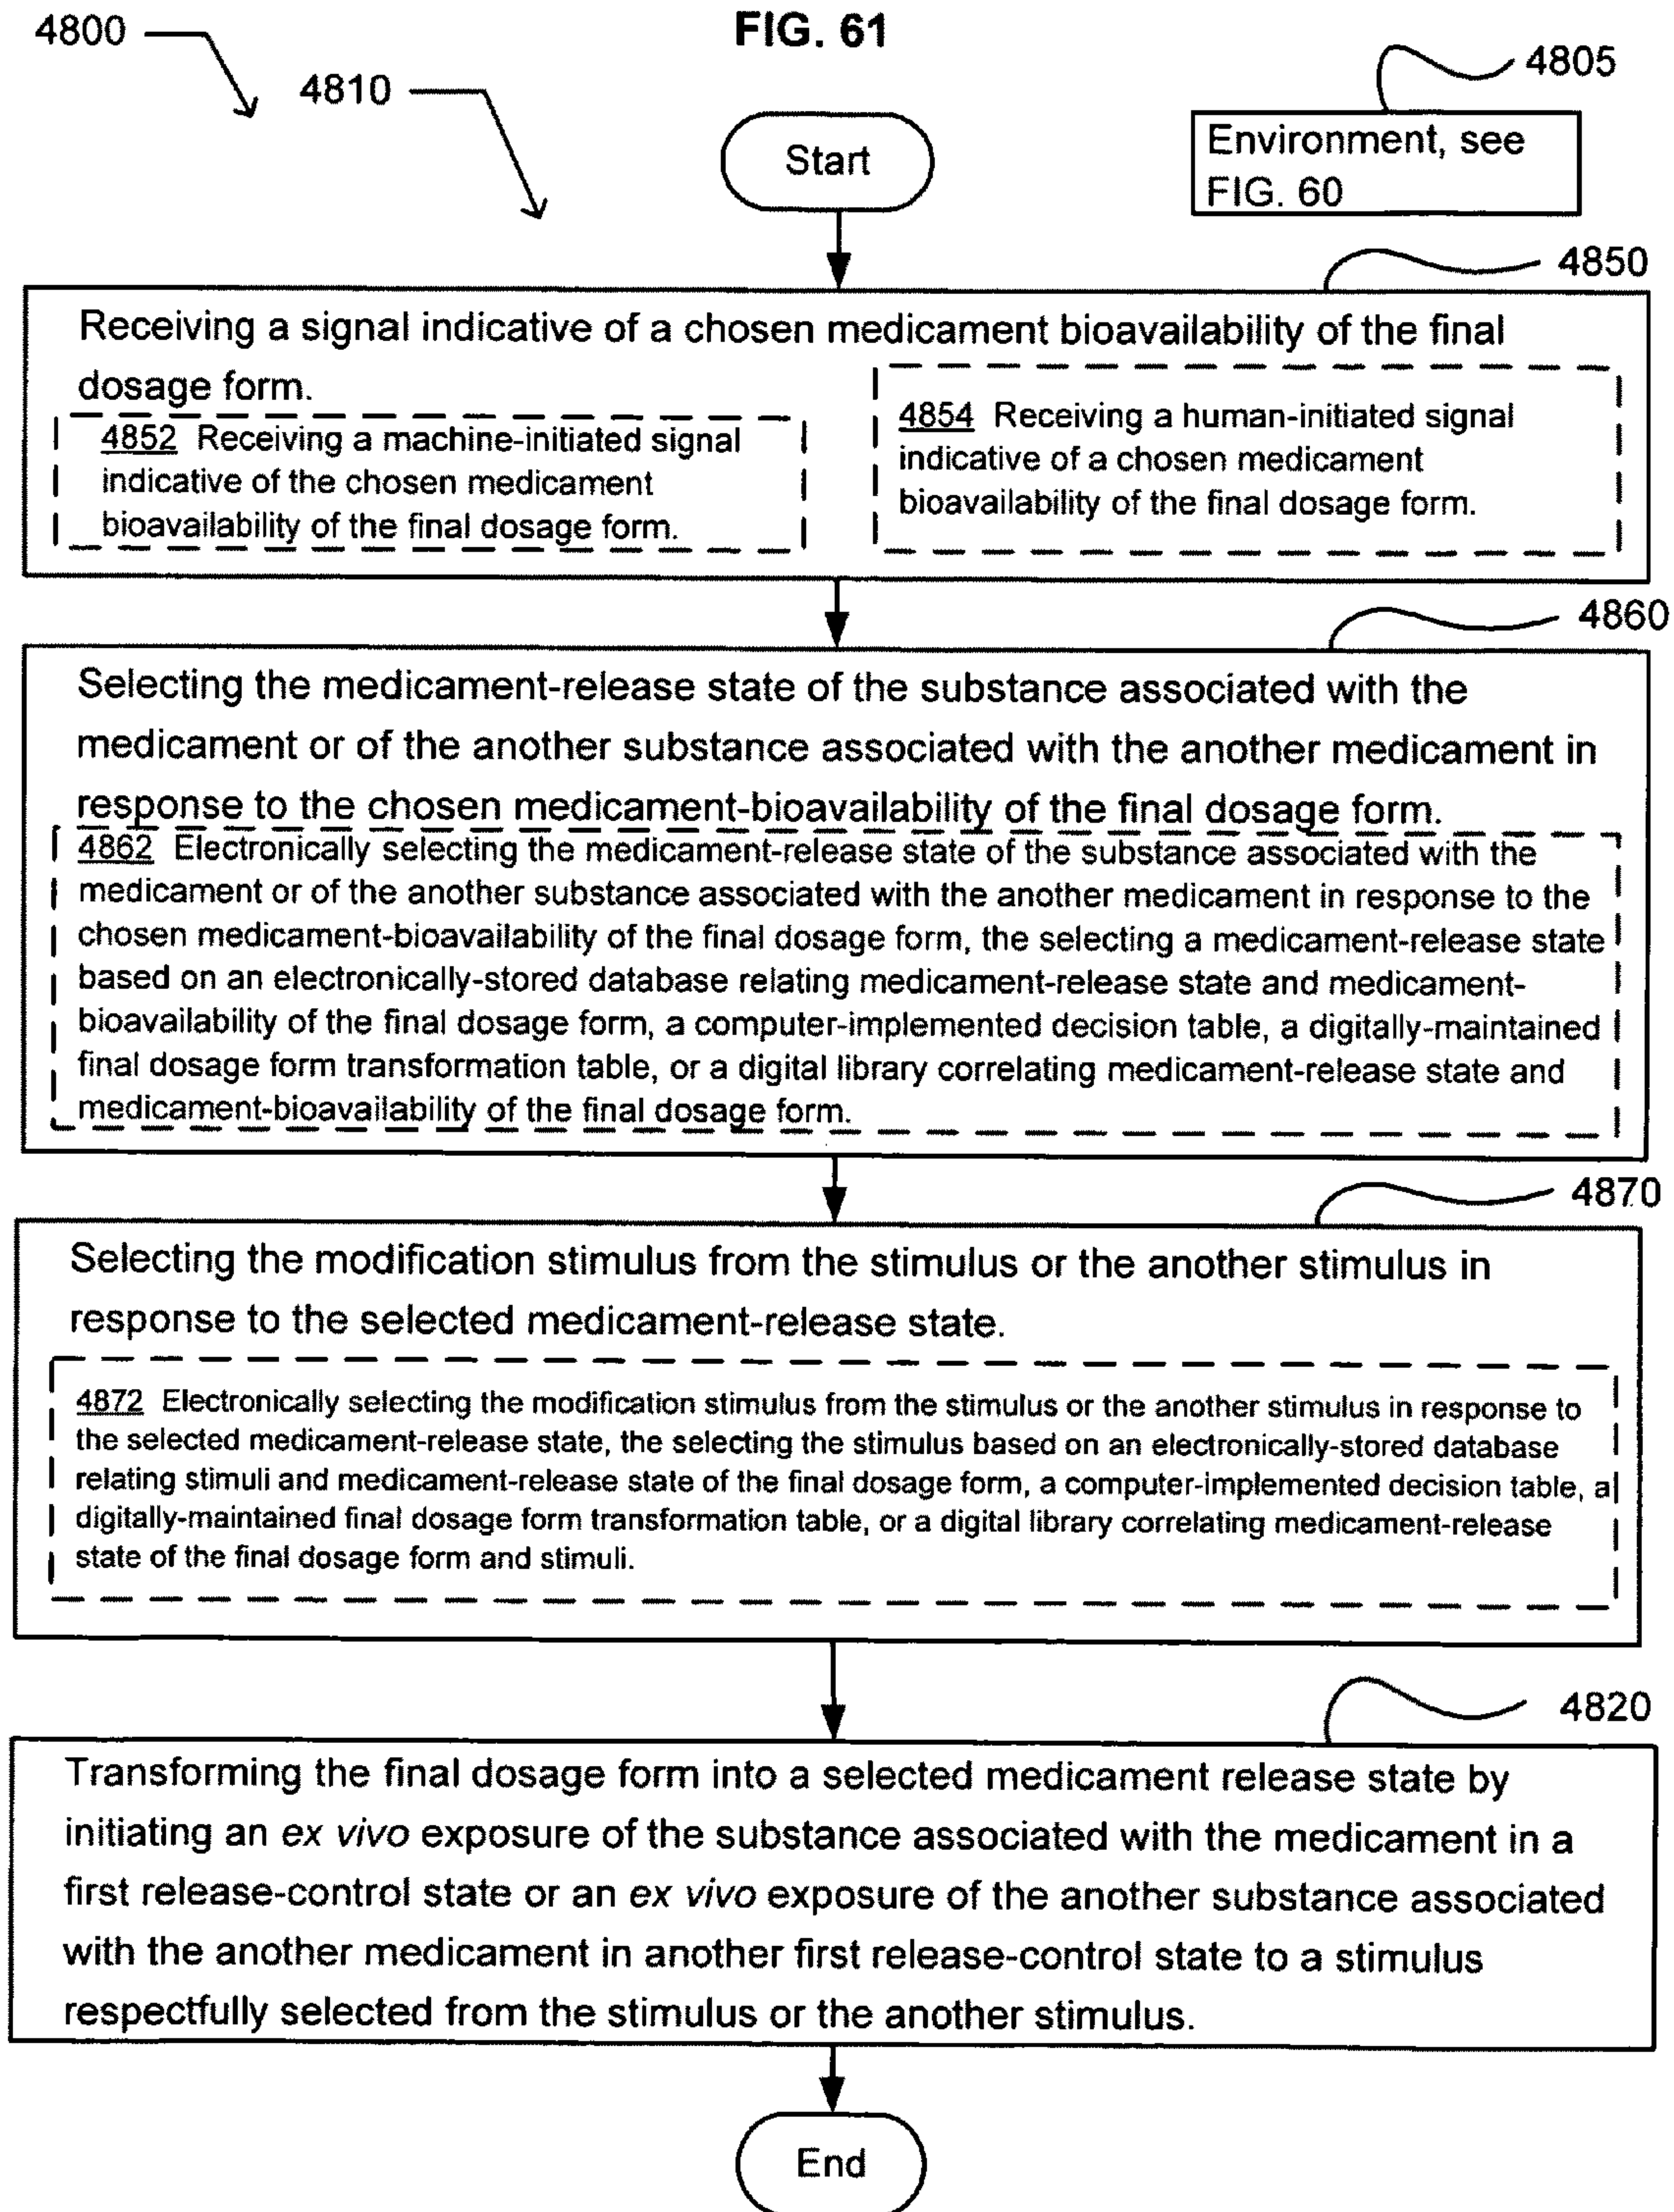 FIG. 61
4800
4810
4805
Start
Environment, see
FIG. 60
4850
Receiving a signal indicative of a chosen medicament bioavailability of the final
dosage form.
4852 Receiving a machine-initiated signal
indicative of the chosen medicament
bioavailability of the final dosage form.
4854 Receiving a human-initiated signal
indicative of a chosen medicament
bioavailability of the final dosage form.
4860
Selecting the medicament-release state of the substance associated with the
medicament or of the another substance associated with the another medicament in
response to the chosen medicament-bioavailability of the final dosage form.
4862 Electronically selecting the medicament-release state of the substance associated with the
medicament or of the another substance associated with the another medicament in response to the
chosen medicament-bioavailability of the final dosage form, the selecting a medicament-release state
based on an electronically-stored database relating medicament-release state and medicament-
bioavailability of the final dosage form, a computer-implemented decision table, a digitally-maintained
final dosage form transformation table, or a digital library correlating medicament-release state and
medicament-bioavailability of the final dosage form.
4870
Selecting the modification stimulus from the stimulus or the another stimulus in
response to the selected medicament-release state.
4872 Electronically selecting the modification stimulus from the stimulus or the another stimulus in response to
the selected medicament-release state, the selecting the stimulus based on an electronically-stored database
relating stimuli and medicament-release state of the final dosage form, a computer-implemented decision table, a
digitally-maintained final dosage form transformation table, or a digital library correlating medicament-release
state of the final dosage form and stimuli.
4820
Transforming the final dosage form into a selected medicament release state by
initiating an ex vivo exposure of the substance associated with the medicament in a
first release-control state or an ex vivo exposure of the another substance associated
with the another medicament in another first release-control state to a stimulus
respectfully selected from the stimulus or the another stimulus.
End